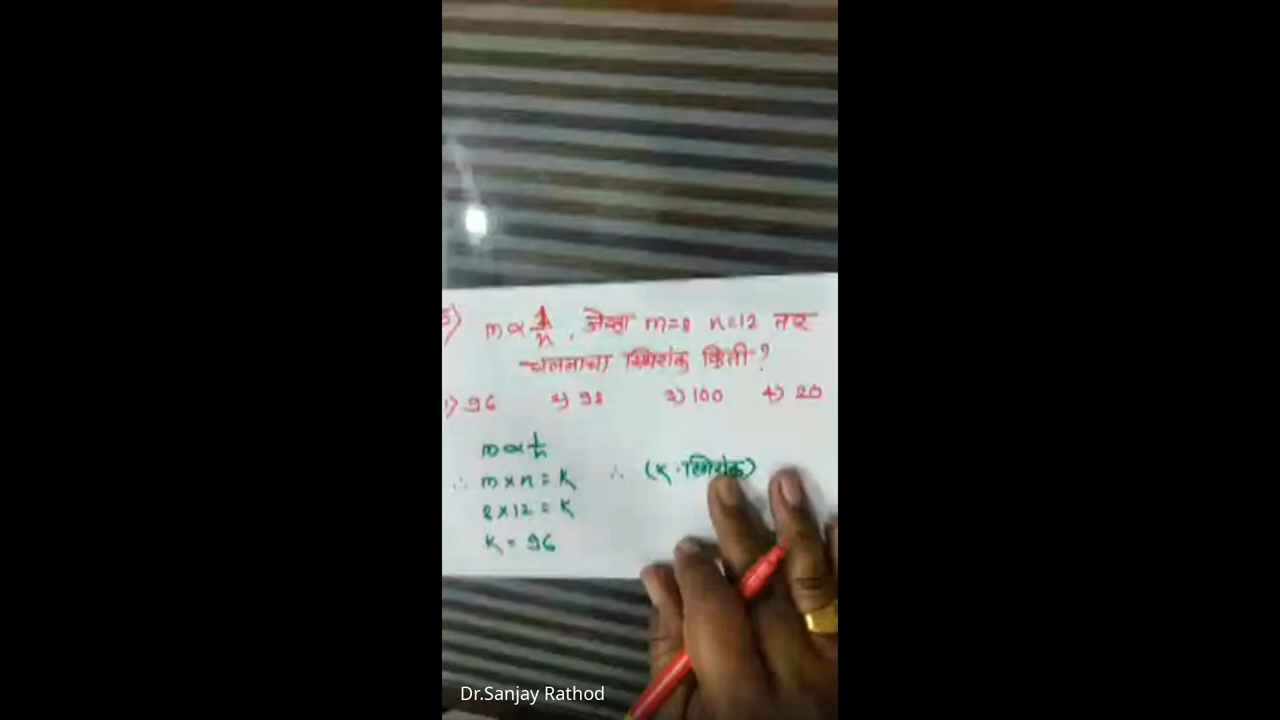 5) m ∝ 1/n , जेव्हा m=8 n=12 तर
चलनाचा स्थिरांक किती?
1) 96 2) 98 3) 100 4) 20
m ∝ 1/n
∴ m × n = K ∴ (K - स्थिरांक)
8 × 12 = K
K = 96
Dr.Sanjay Rathod